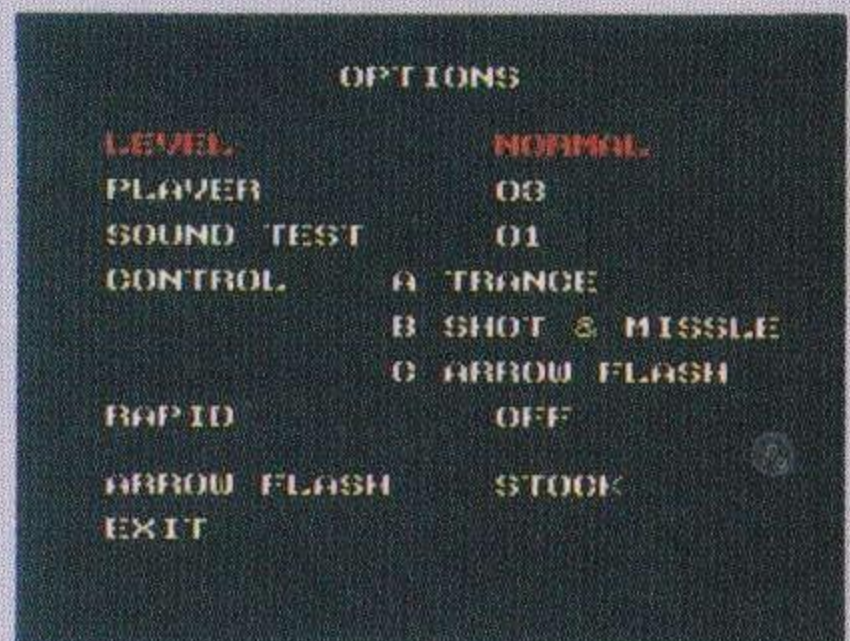 OPTIONS
LEVEL NORMAL
PLAYER 03
SOUND TEST 01
CONTROL A TRANCE
B SHOT & MISSLE
C ARROW FLASH
RAPID OFF
ARROW FLASH STOCK
EXIT